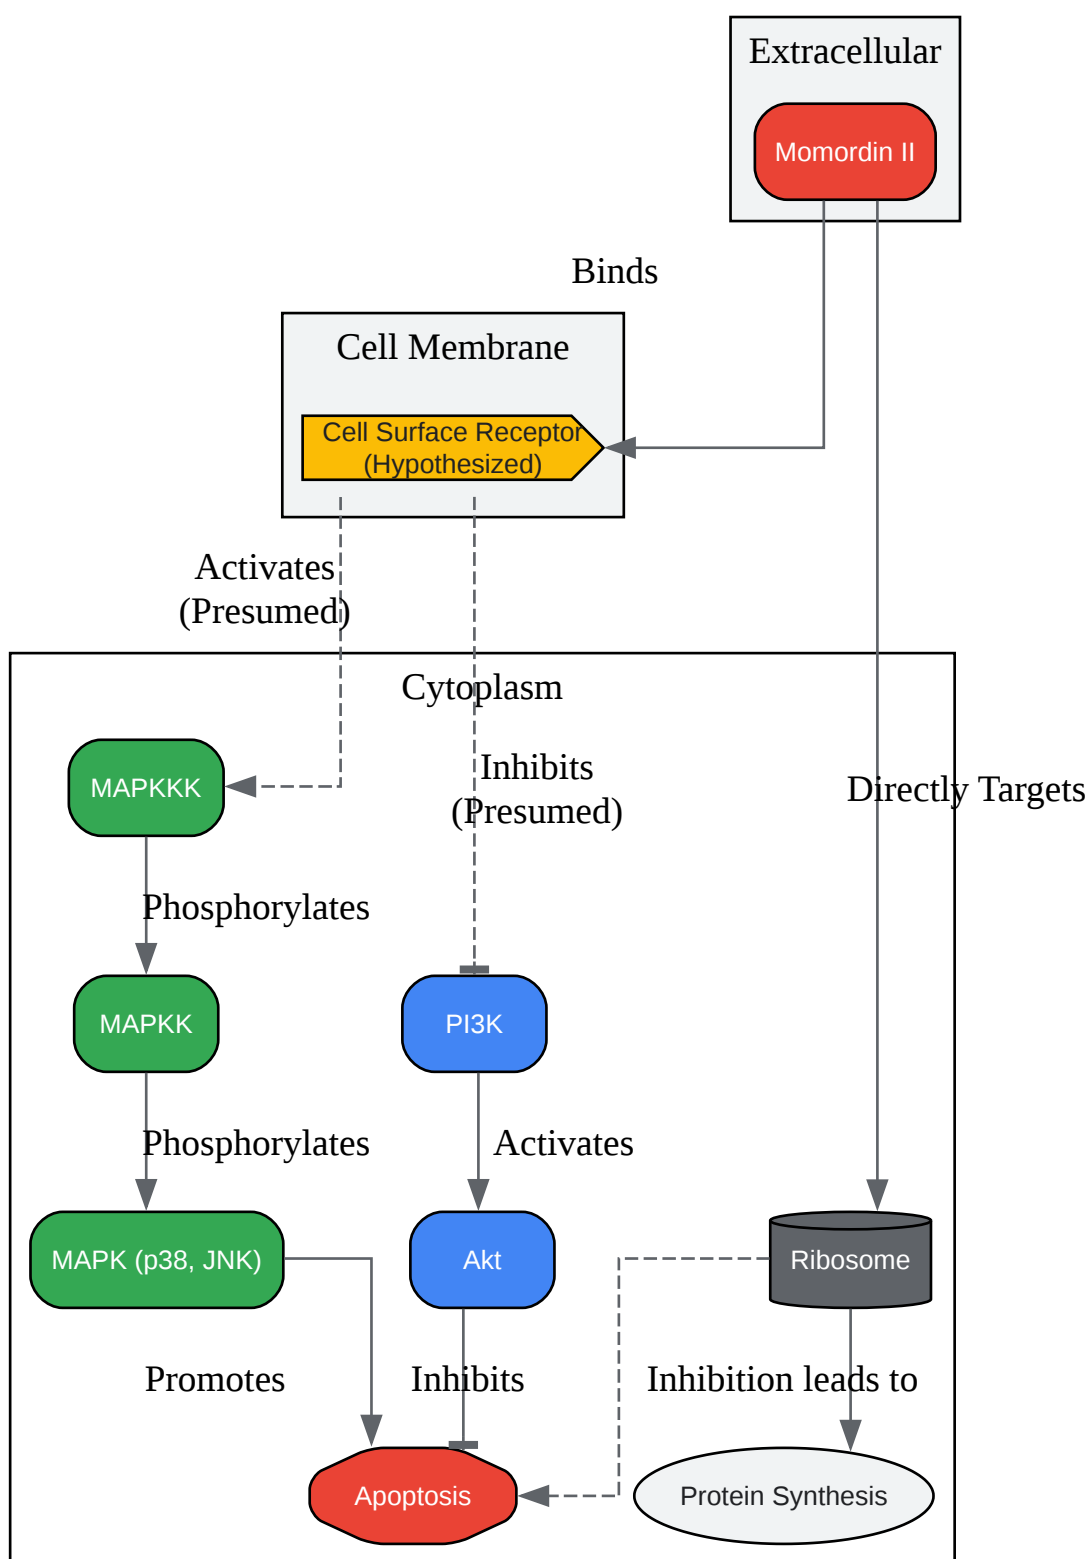 Extracellular
Momordin II
Binds
Cell Membrane
Cell Surface Receptor
(Hypothesized)
Activates
(Presumed)
Cytoplasm
Inhibits
(Presumed)
MAPKKK
Directly Targets
Phosphorylates
MAPKK
PI3K
Phosphorylates
Activates
MAPK (p38, JNK)
Akt
Ribosome
Promotes
Inhibits
Inhibition leads to
Apoptosis
Protein Synthesis